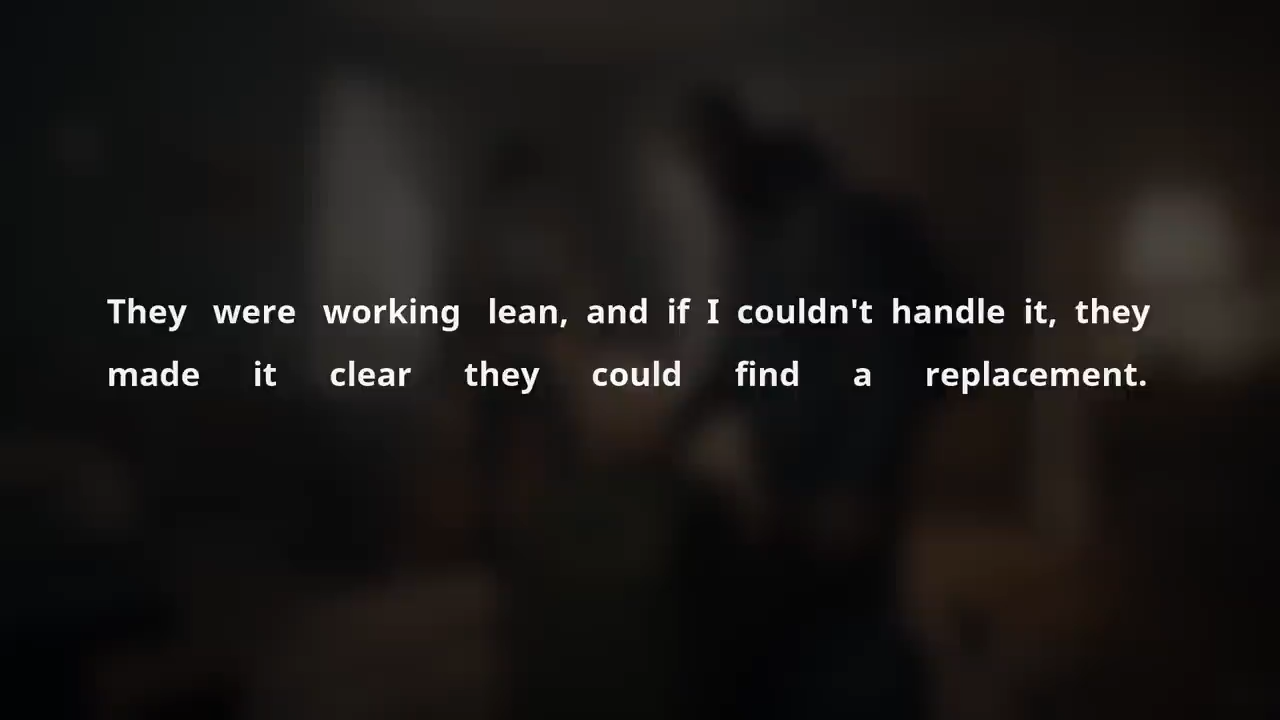 They were working lean, and if I couldn't handle it, they
made it clear they could find a replacement.